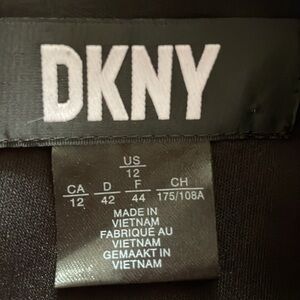 DKNY
US
12
CA D F CH
12 42 44 175/108A
MADE IN
VIETNAM
FABRIQUÉ AU
VIETNAM
GEMAAKT IN
VIETNAM